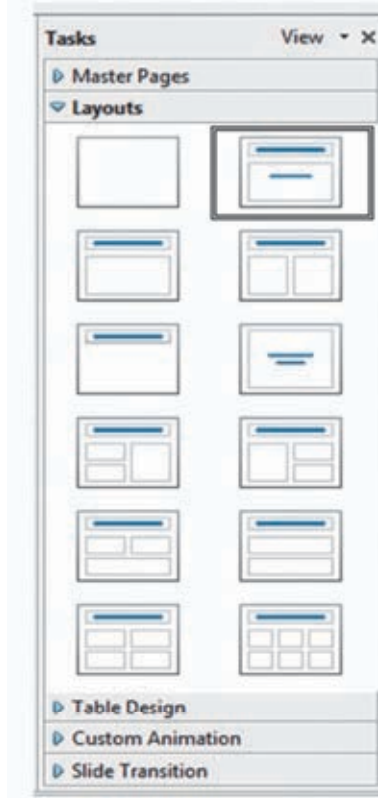 Tasks View
Master Pages
Layouts
Table Design
Custom Animation
Slide Transition